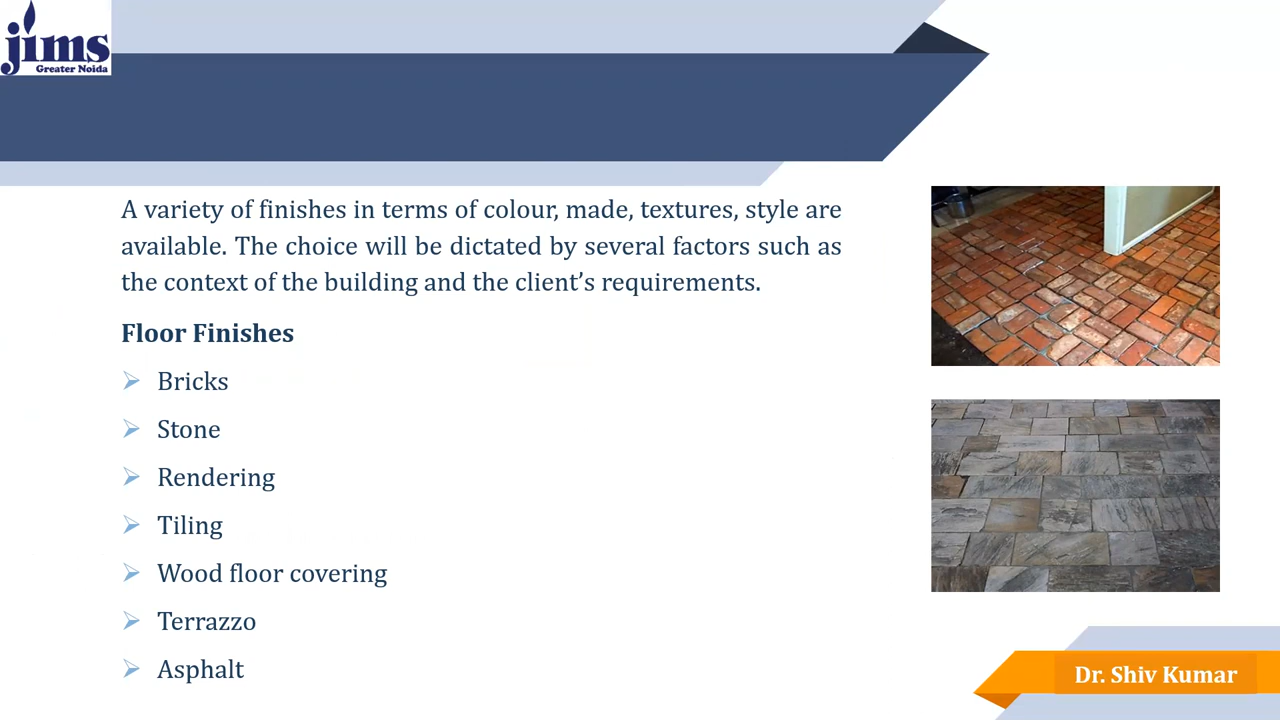 jims
Greater Noida
A variety of finishes in terms of colour, made, textures, style are
available. The choice will be dictated by several factors such as
the context of the building and the client’s requirements.
Floor Finishes
Bricks
Stone
Rendering
Tiling
Wood floor covering
Terrazzo
Asphalt
Dr. Shiv Kumar